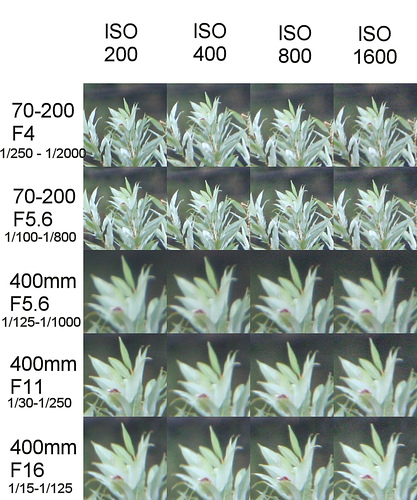 ISO 200
ISO 400
ISO 800
ISO 1600
70-200
F4
1/250 - 1/2000
70-200
F5.6
1/100-1/800
400mm
F5.6
1/125-1/1000
400mm
F11
1/30-1/250
400mm
F16
1/15-1/125